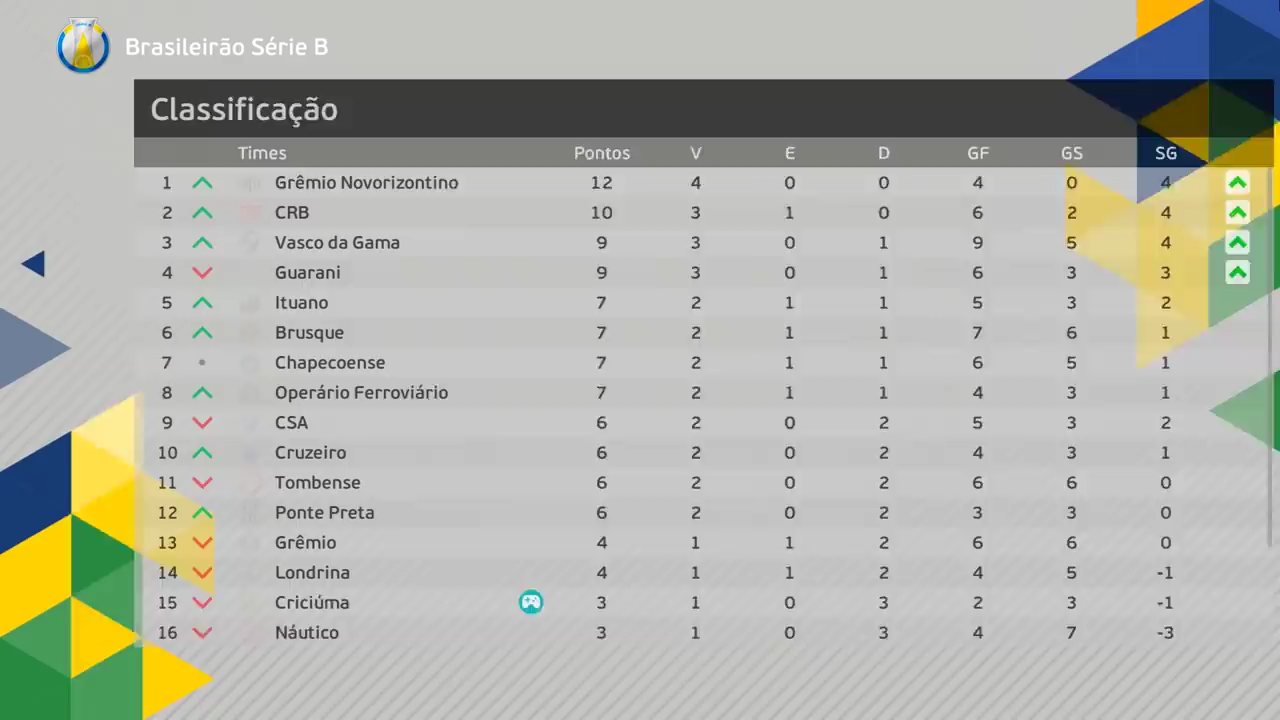 Brasileirão Série B
Classificação
Times Pontos V E D GF GS SG
1 Grêmio Novorizontino 12 4 0 0 4 0 4
2 CRB 10 3 1 0 6 2 4
3 Vasco da Gama 9 3 0 1 9 5 4
4 Guarani 9 3 0 1 6 3 3
5 Ituano 7 2 1 1 5 3 2
6 Brusque 7 2 1 1 7 6 1
7 Chapecoense 7 2 1 1 6 5 1
8 Operário Ferroviário 7 2 1 1 4 3 1
9 CSA 6 2 0 2 5 3 2
10 Cruzeiro 6 2 0 2 4 3 1
11 Tombense 6 2 0 2 6 6 0
12 Ponte Preta 6 2 0 2 3 3 0
13 Grêmio 4 1 1 2 6 6 0
14 Londrina 4 1 1 2 4 5 -1
15 Criciúma 3 1 0 3 2 3 -1
16 Náutico 3 1 0 3 4 7 -3